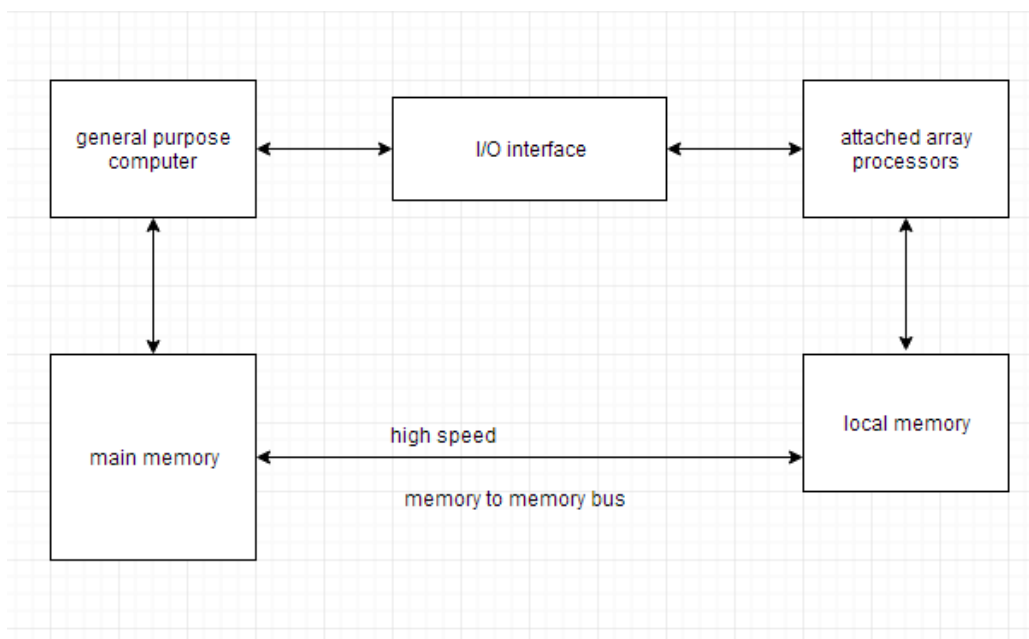 general purpose
computer
I/O interface
attached array
processors
main memory
high speed
memory to memory bus
local memory